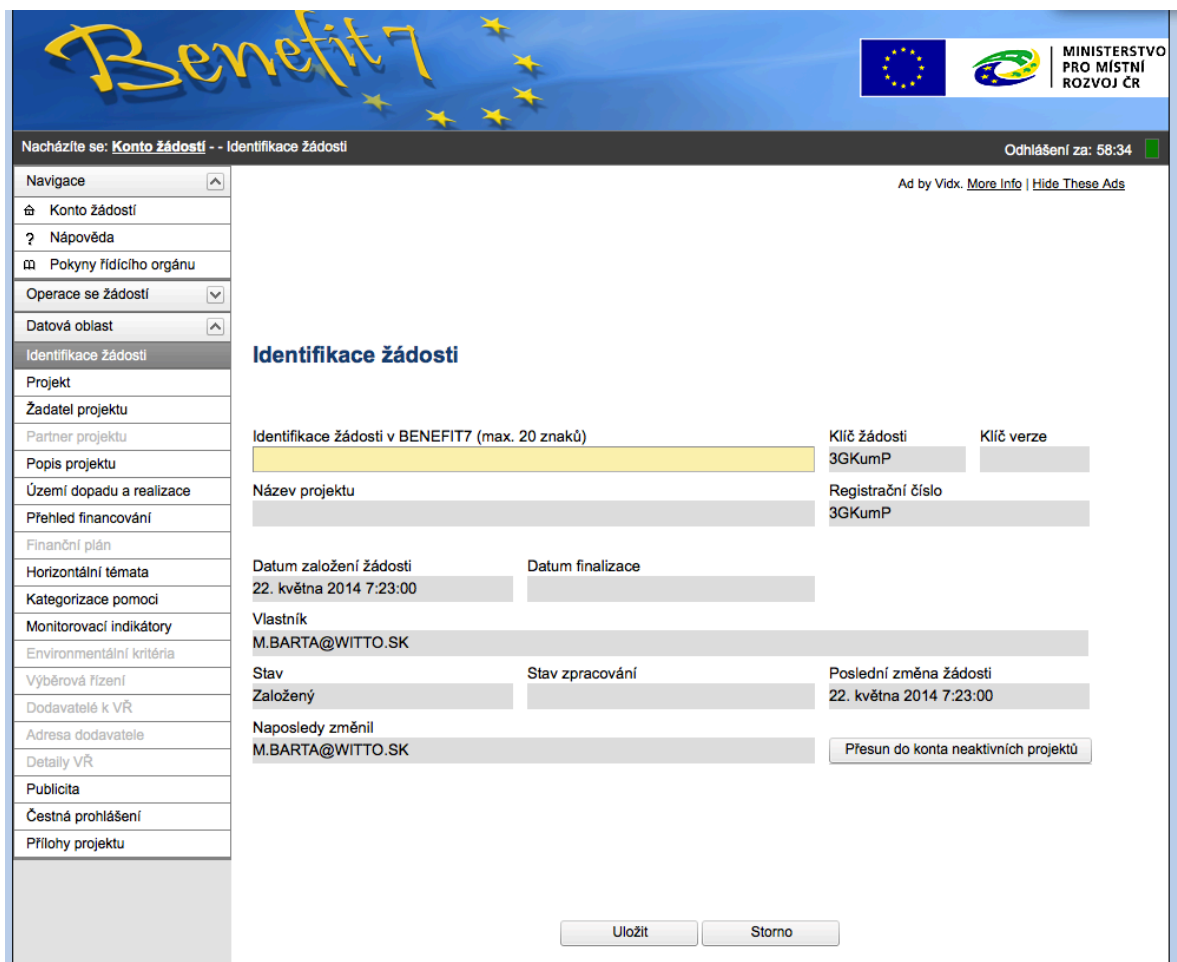 Benefit7
MINISTERSTVO
PRO MÍSTNÍ
ROZVOJ ČR
Nacházíte se: Konto žádostí - - Identifikace žádosti
Odhlášení za: 58:34
Navigace
Konto žádostí
? Nápověda
Pokyny řídícího orgánu
Operace se žádostí
Datová oblast
Identifikace žádosti
Projekt
Žadatel projektu
Partner projektu
Popis projektu
Území dopadu a realizace
Přehled financování
Finanční plán
Horizontální témata
Kategorizace pomoci
Monitorovací indikátory
Environmentální kritéria
Výběrová řízení
Dodavatelé k VŘ
Adresa dodavatele
Detaily VŘ
Publicita
Čestná prohlášení
Přílohy projektu
Ad by Vidx. More Info | Hide These Ads
Identifikace žádosti
Identifikace žádosti v BENEFIT7 (max. 20 znaků) Klíč žádosti Klíč verze
3GKumP
Název projektu Registrační číslo
3GKumP
Datum založení žádosti Datum finalizace
22. května 2014 7:23:00
Vlastník
M.BARTA@WITTO.SK
Stav Stav zpracování Poslední změna žádosti
Založený 22. května 2014 7:23:00
Naposledy změnil
M.BARTA@WITTO.SK Přesun do konta neaktivních projektů
Uložit Storno